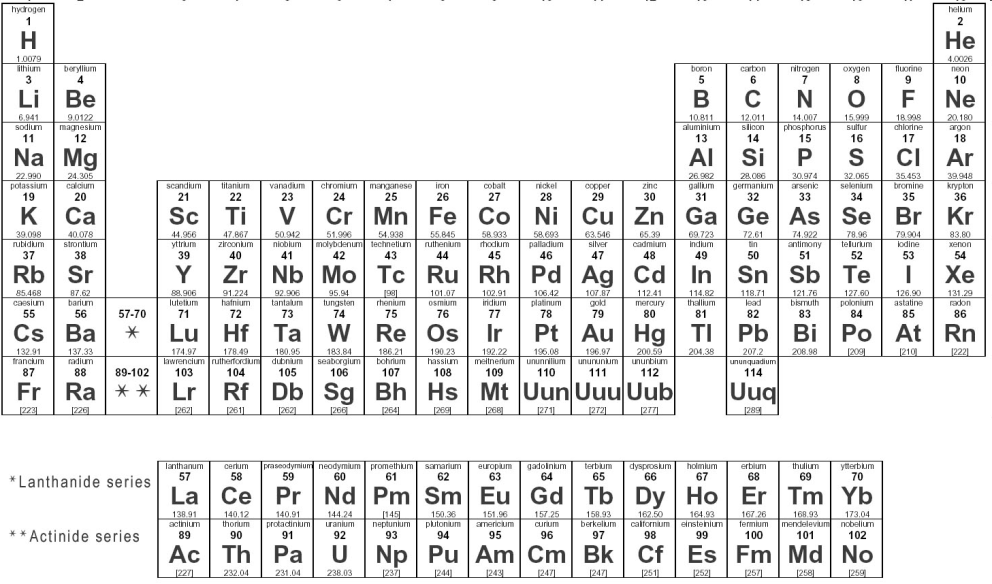 hydrogen helium
1 2
H He
1.0079 4.0026
lithium beryllium boron carbon nitrogen oxygen fluorine neon
3 4 5 6 7 8 9 10
Li Be B C N O F Ne
6.941 9.0122 10.811 12.011 14.007 15.999 18.998 20.180
sodium magnesium aluminium silicon phosphorus sulfur chlorine argon
11 12 13 14 15 16 17 18
Na Mg Al Si P S Cl Ar
22.990 24.305 26.982 28.086 30.974 32.065 35.453 39.948
potassium calcium scandium titanium vanadium chromium manganese iron cobalt nickel copper zinc gallium germanium arsenic selenium bromine krypton
19 20 21 22 23 24 25 26 27 28 29 30 31 32 33 34 35 36
K Ca Sc Ti V Cr Mn Fe Co Ni Cu Zn Ga Ge As Se Br Kr
39.098 40.078 44.956 47.867 50.942 51.996 54.938 55.845 58.933 58.693 63.546 65.39 69.723 72.61 74.922 78.96 79.904 83.80
rubidium strontium yttrium zirconium niobium molybdenum technetium ruthenium rhodium palladium silver cadmium indium tin antimony tellurium iodine xenon
37 38 39 40 41 42 43 44 45 46 47 48 49 50 51 52 53 54
Rb Sr Y Zr Nb Mo Tc Ru Rh Pd Ag Cd In Sn Sb Te I Xe
85.468 87.62 88.906 91.224 92.906 95.94 [98] 101.07 102.91 106.42 107.87 112.41 114.82 118.71 121.76 127.60 126.90 131.29
caesium barium lutetium hafnium tantalum tungsten rhenium osmium iridium platinum gold mercury thallium lead bismuth polonium astatine radon
55 56 57-70 71 72 73 74 75 76 77 78 79 80 81 82 83 84 85 86
Cs Ba * Lu Hf Ta W Re Os Ir Pt Au Hg Tl Pb Bi Po At Rn
132.91 137.33 174.97 178.49 180.95 183.84 186.21 190.23 192.22 195.08 196.97 200.59 204.38 207.2 208.98 [209] [210] [222]
francium radium lawrencium rutherfordium dubnium seaborgium bohrium hassium meitnerium ununnilium unununium ununbium ununquadium
87 88 89-102 103 104 105 106 107 108 109 110 111 112 114
Fr Ra * * Lr Rf Db Sg Bh Hs Mt Uun Uuu Uub Uuq
[223] [226] [262] [261] [262] [266] [264] [269] [268] [271] [272] [277] [289]
*Lanthanide series
lanthanum cerium praseodymium neodymium promethium samarium europium gadolinium terbium dysprosium holmium erbium thulium ytterbium
57 58 59 60 61 62 63 64 65 66 67 68 69 70
La Ce Pr Nd Pm Sm Eu Gd Tb Dy Ho Er Tm Yb
138.91 140.12 140.91 144.24 [145] 150.36 151.96 157.25 158.93 162.50 164.93 167.26 168.93 173.04
**Actinide series
actinium thorium protactinium uranium neptunium plutonium americium curium berkelium californium einsteinium fermium mendelevium nobelium
89 90 91 92 93 94 95 96 97 98 99 100 101 102
Ac Th Pa U Np Pu Am Cm Bk Cf Es Fm Md No
[227] 232.04 231.04 238.03 [237] [244] [243] [247] [247] [251] [252] [257] [258] [259]